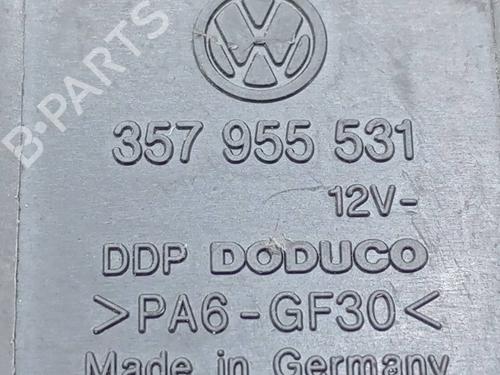 B-PARTS
357 955 531
12V-
DDP DODUCO
>PA6-GF30<
Made in Germany